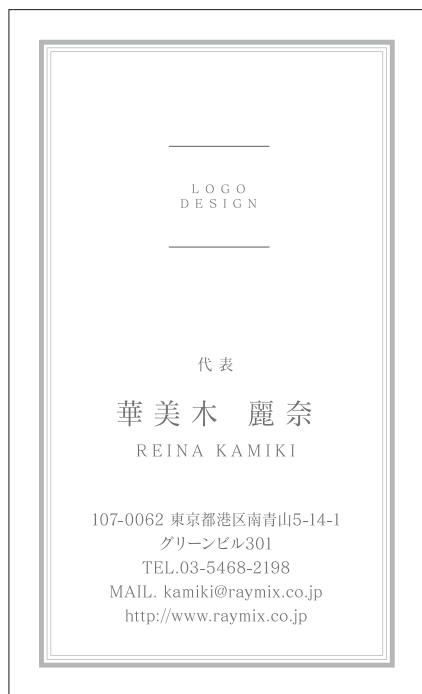 LOGO
DESIGN
代表
華美木 麗奈
REINA KAMIKI
107-0062 東京都港区南青山5-14-1
グリーンビル301
TEL.03-5468-2198
MAIL. kamiki@raymix.co.jp
http://www.raymix.co.jp